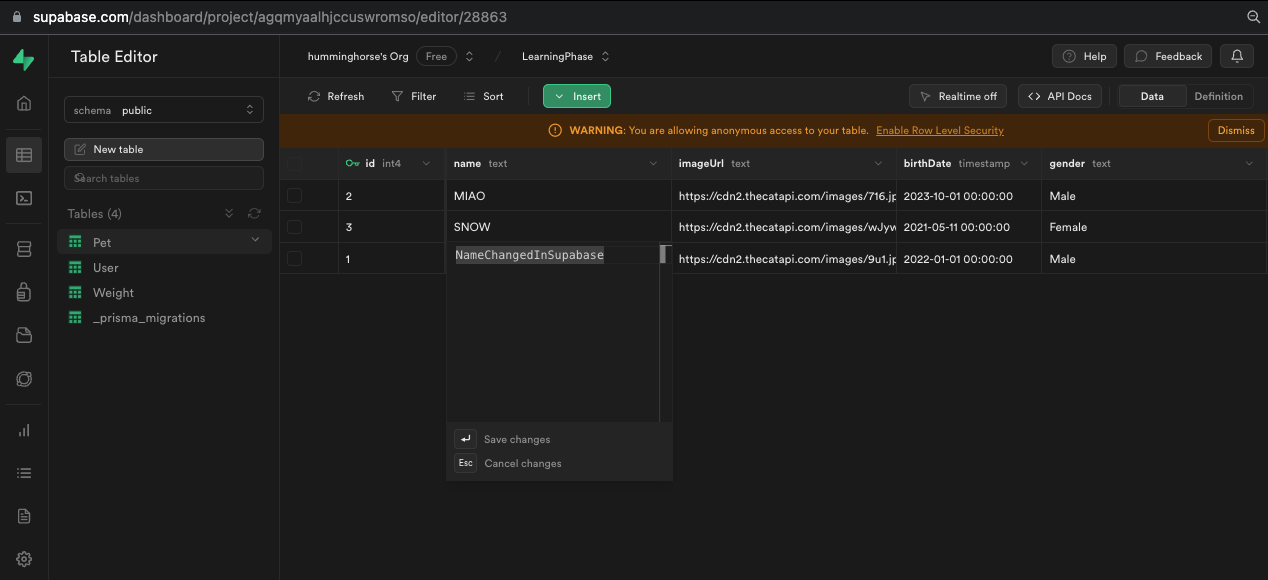 supabase.com/dashboard/project/agqmyaalhjccuswromso/editor/28863
Table Editor
humminghorse's Org Free / LearningPhase Help Feedback
schema public
Refresh Filter Sort Insert Realtime off <> API Docs Data Definition
WARNING: You are allowing anonymous access to your table. Enable Row Level Security Dismiss
New table
Search tables
Tables (4)
Pet
User
Weight
_prisma_migrations
id int4 name text imageUrl text birthDate timestamp gender text
2 MIAO https://cdn2.thecatapi.com/images/716.jp 2023-10-01 00:00:00 Male
3 SNOW https://cdn2.thecatapi.com/images/wJyw 2021-05-11 00:00:00 Female
1 NameChangedInSupabase https://cdn2.thecatapi.com/images/9u1.jp 2022-01-01 00:00:00 Male
Save changes
Esc Cancel changes